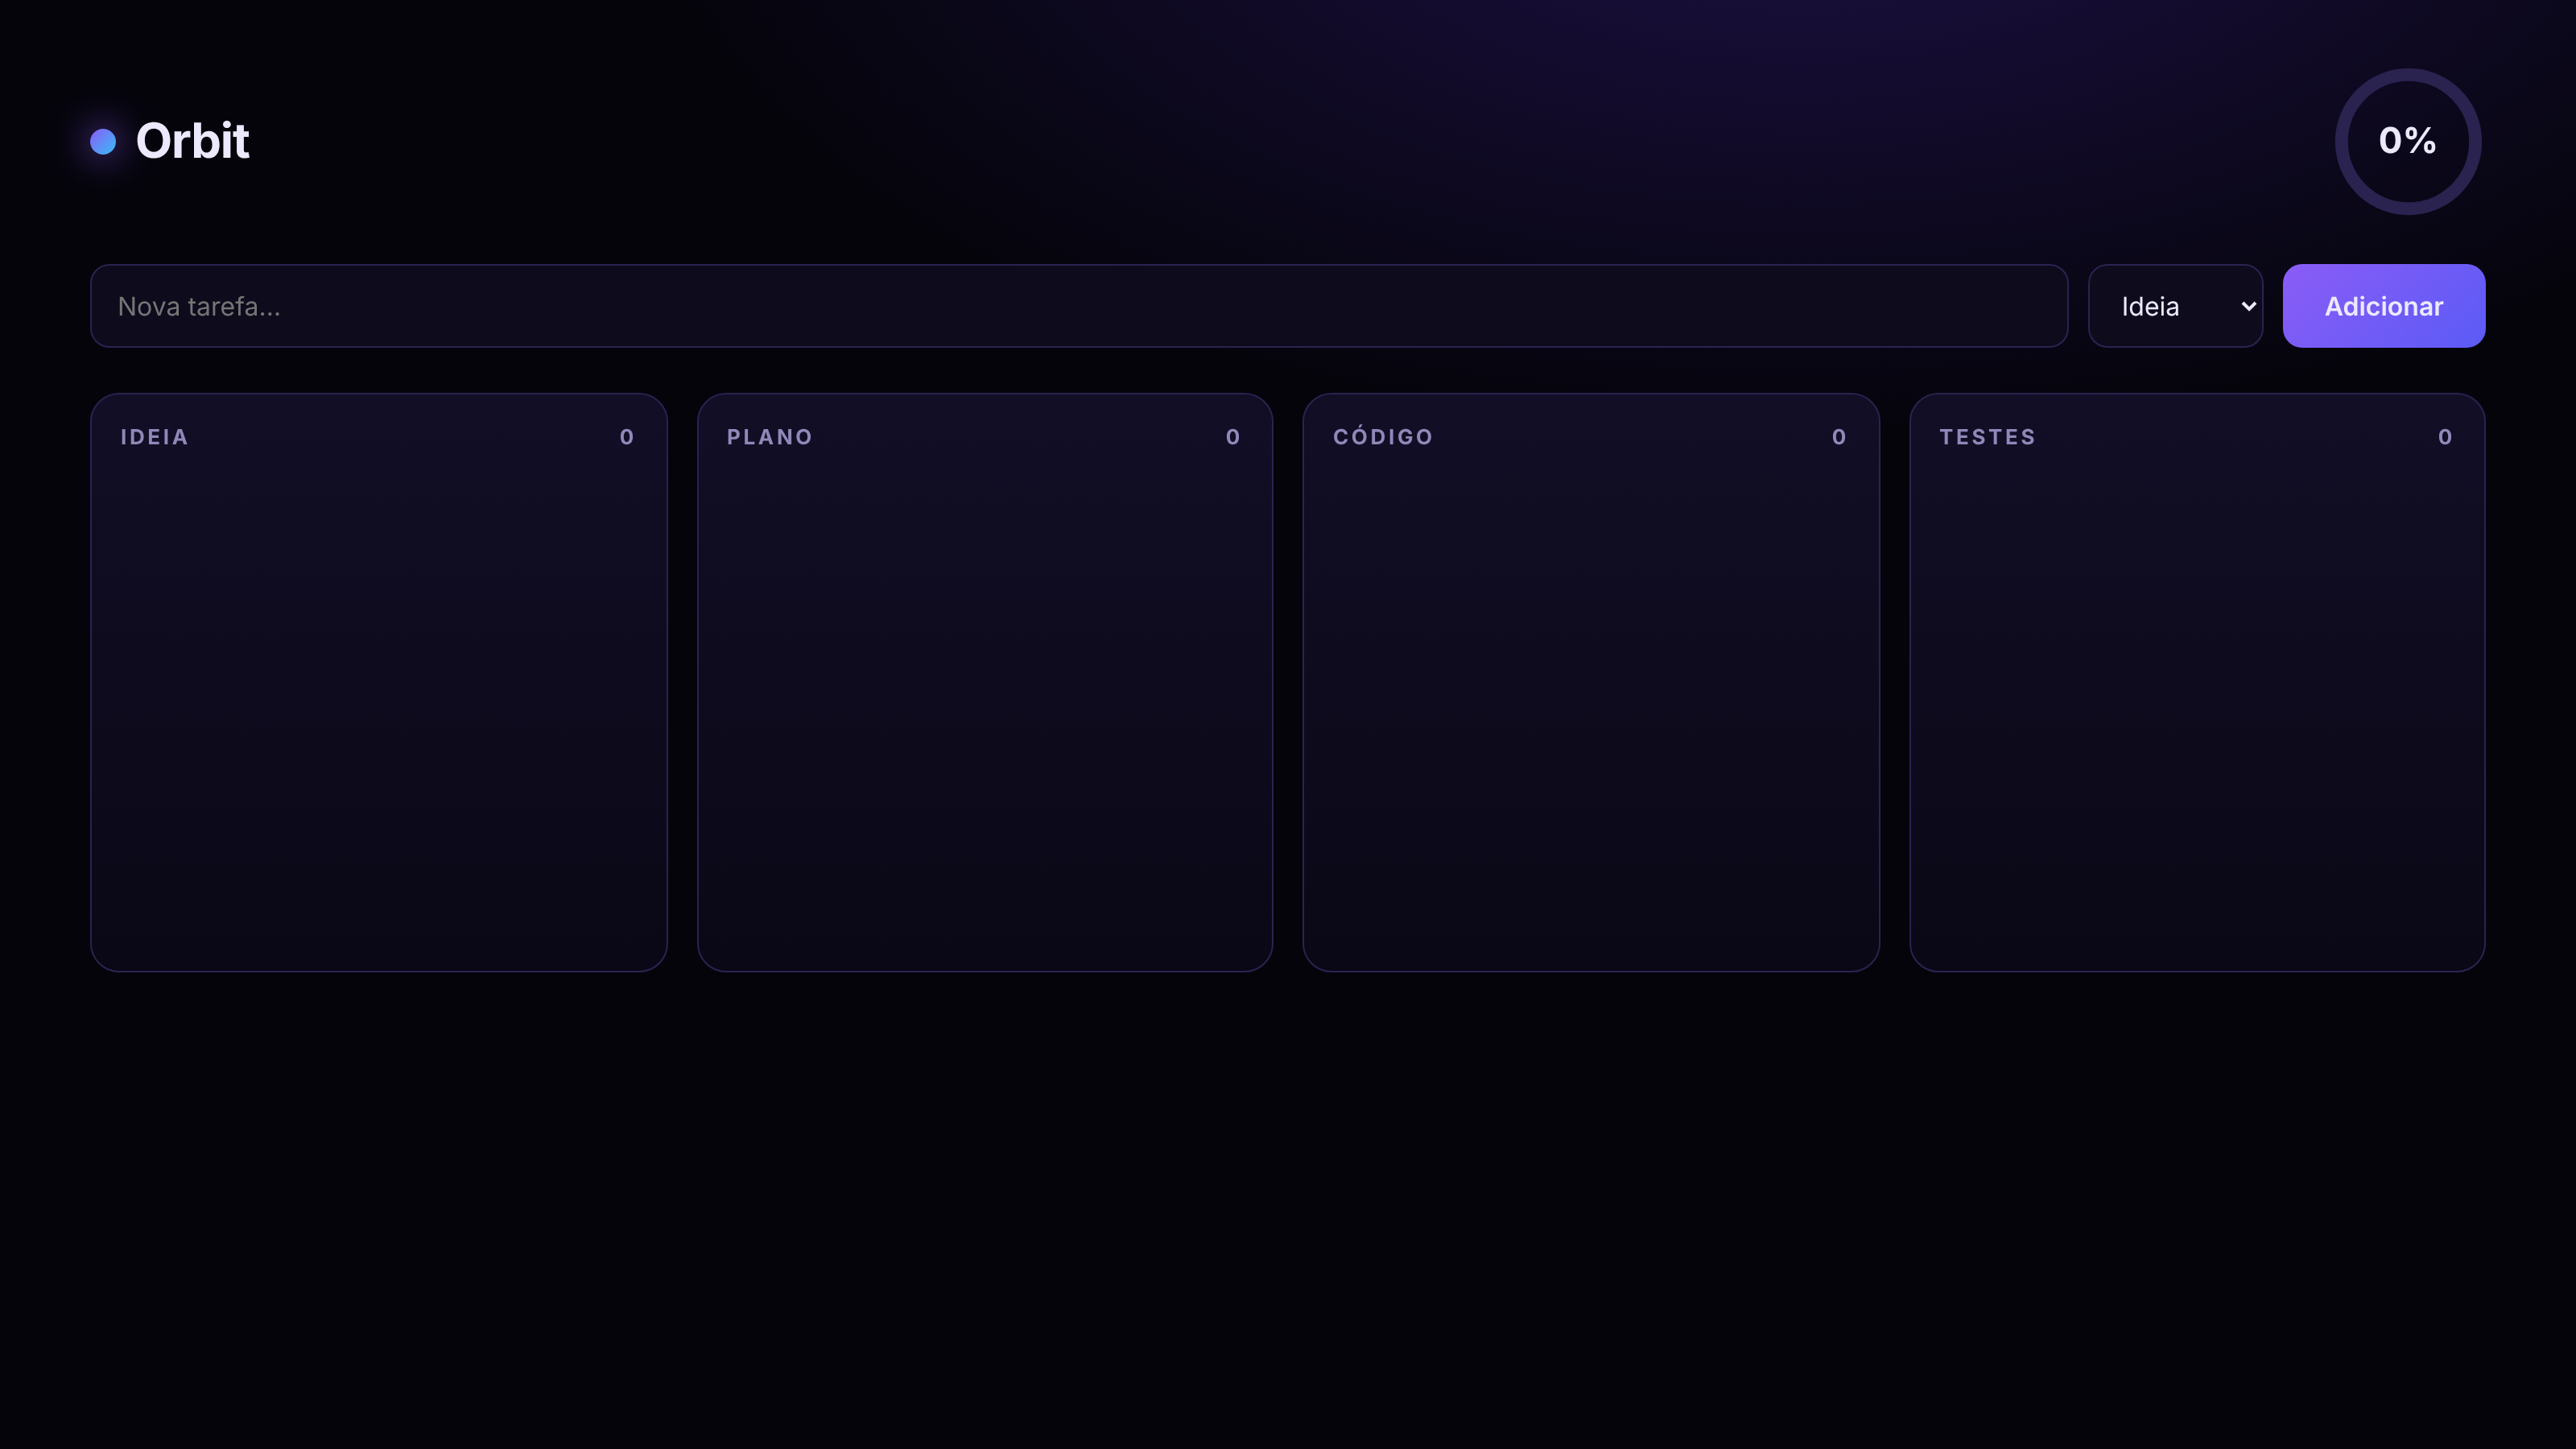 Orbit
0%
Nova tarefa...
Ideia
Adicionar
IDEIA 0
PLANO 0
CÓDIGO 0
TESTES 0